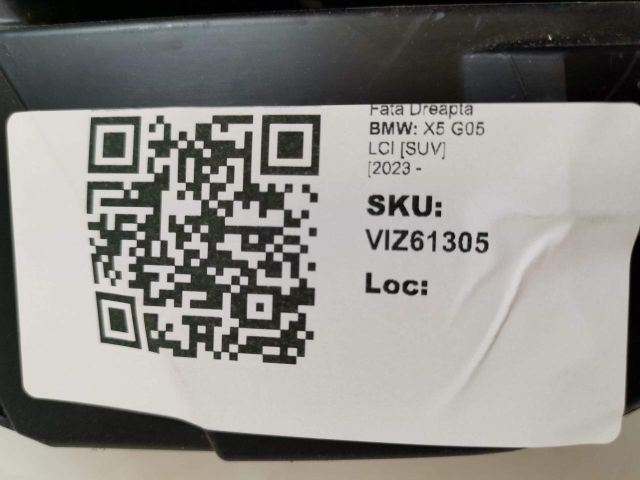 Fata Dreapta
BMW: X5 G05
LCI [SUV]
[2023 -
SKU:
VIZ61305
Loc: